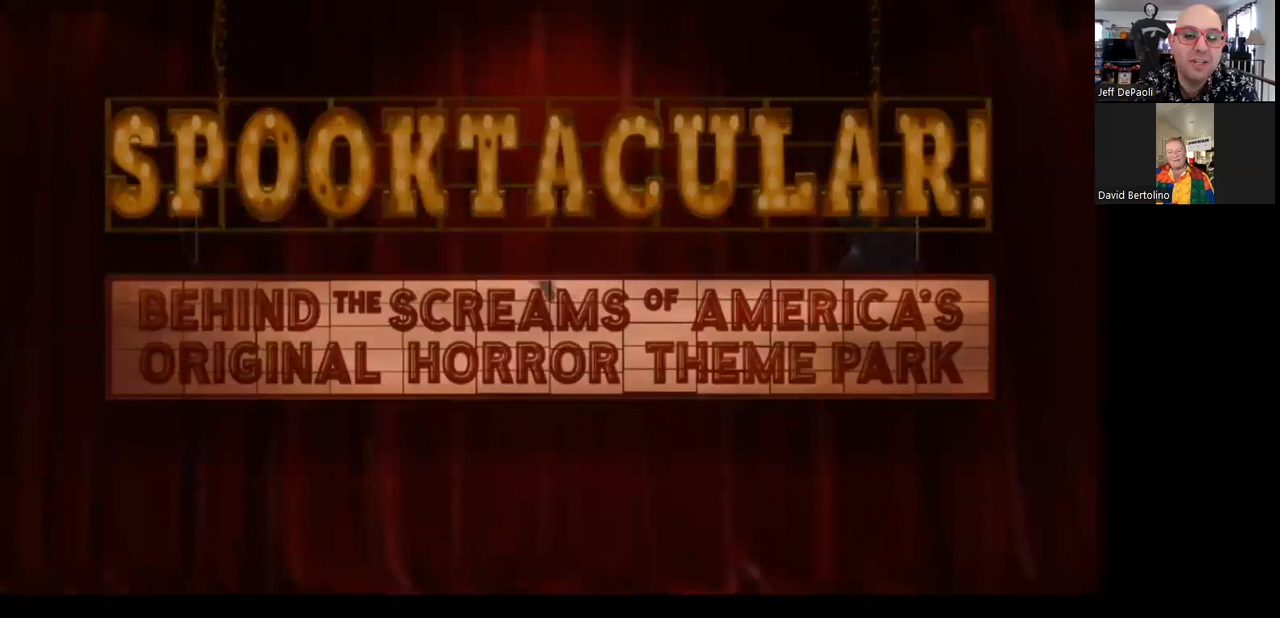 SPOOKTACULAR!
BEHIND THE SCREAMS OF AMERICA'S
ORIGINAL HORROR THEME PARK
Jeff DePaoli
David Bertolino